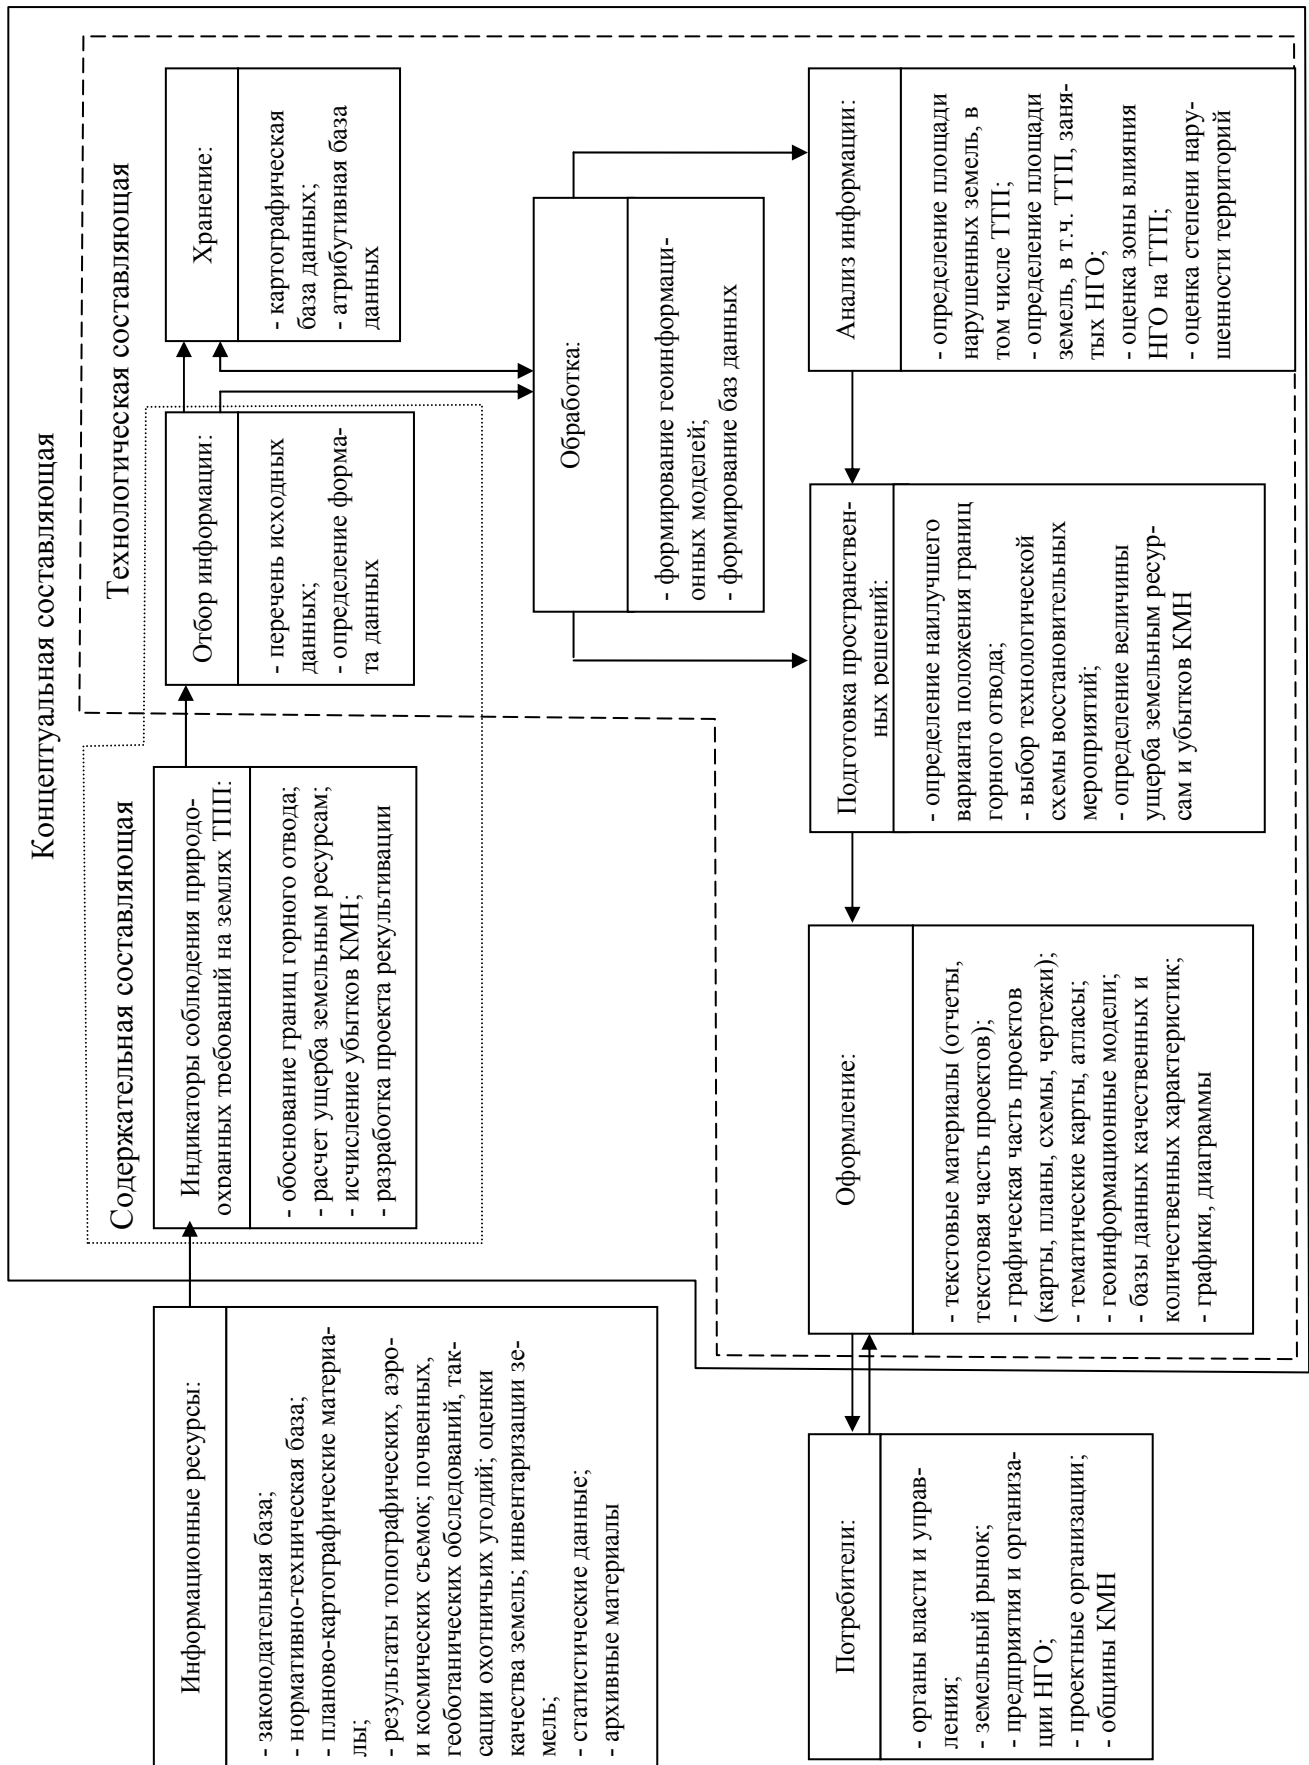 Концептуальная составляющая
Содержательная составляющая
Технологическая составляющая
Информационные ресурсы:
- законодательная база;
- нормативно-техническая база;
- планово-картографические материа-
лы;
- результаты топографических, аэро-
и космических съемок; почвенных,
геоботанических обследований, так-
сации охотничьих угодий; оценки
качества земель; инвентаризации зе-
мель;
- статистические данные;
- архивные материалы
Индикаторы соблюдения природо-
охранных требований на землях ТПП:
- обоснование границ горного отвода;
- расчет ущерба земельным ресурсам;
- исчисление убытков КМН;
- разработка проекта рекультивации
Отбор информации:
- перечень исходных
данных;
- определение форма-
та данных
Хранение:
- картографическая
база данных;
- атрибутивная база
данных
Обработка:
- формирование геоинформаци-
онных моделей;
- формирование баз данных
Потребители:
- органы власти и управ-
ления;
- земельный рынок;
- предприятия и организа-
ции НГО;
- проектные организации;
- общины КМН
Оформление:
- текстовые материалы (отчеты,
текстовая часть проектов);
- графическая часть проектов
(карты, планы, схемы, чертежи);
- тематические карты, атласы;
- геоинформационные модели;
- базы данных качественных и
количественных характеристик;
- графики, диаграммы
Подготовка пространствен-
ных решений:
- определение наилучшего
варианта положения границ
горного отвода;
- выбор технологической
схемы восстановительных
мероприятий;
- определение величины
ущерба земельным ресур-
сам и убытков КМН
Анализ информации:
- определение площади
нарушенных земель, в
том числе ТТП;
- определение площади
земель, в т.ч. ТТП, заня-
тых НГО;
- оценка зоны влияния
НГО на ТТП;
- оценка степени нару-
шенности территорий